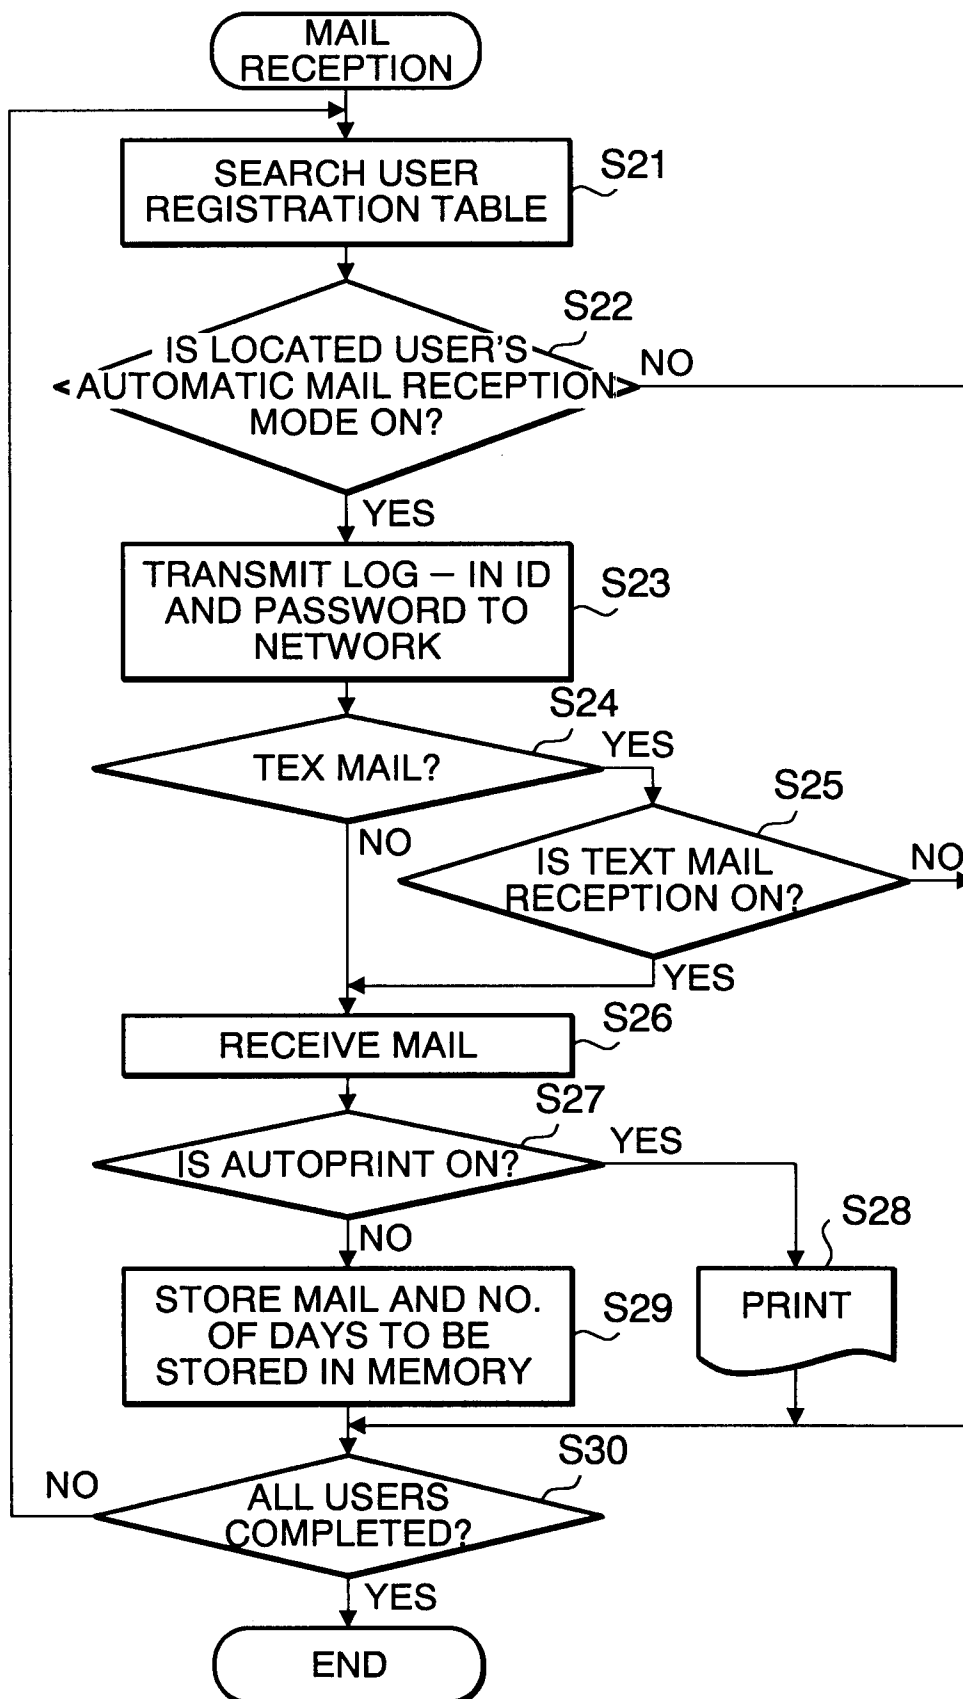 MAIL
RECEPTION
SEARCH USER
REGISTRATION TABLE
S21
S22
IS LOCATED USER'S
AUTOMATIC MAIL RECEPTION
MODE ON?
NO
YES
TRANSMIT LOG – IN ID
AND PASSWORD TO
NETWORK
S23
S24
TEX MAIL?
YES
NO
S25
IS TEXT MAIL
RECEPTION ON?
NO
YES
RECEIVE MAIL
S26
S27
IS AUTOPRINT ON?
YES
NO
S28
PRINT
STORE MAIL AND NO.
OF DAYS TO BE
STORED IN MEMORY
S29
S30
ALL USERS
COMPLETED?
NO
YES
END